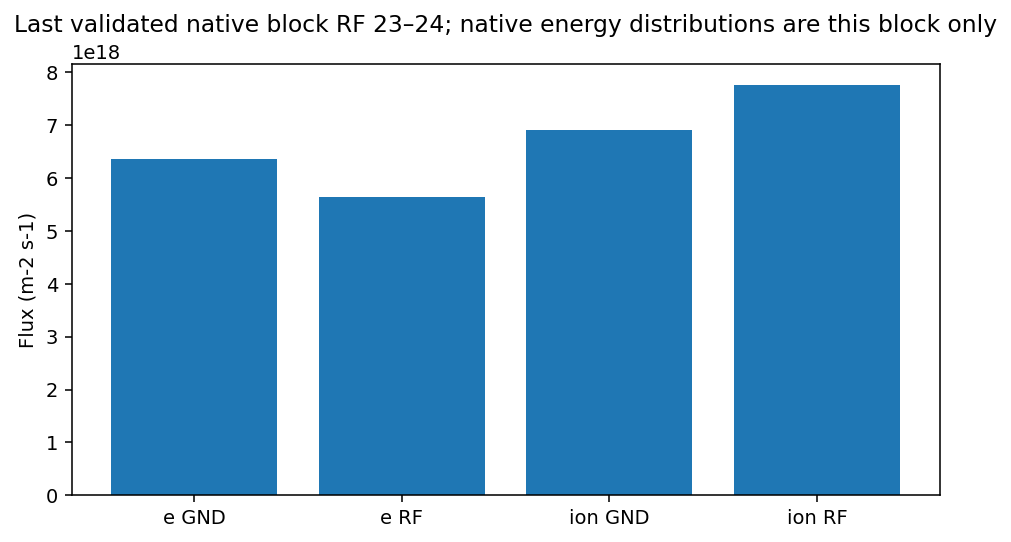 Last validated native block RF 23–24; native energy distributions are this block only
1e18
8
7
6
5
4
3
2
1
0
Flux (m-2 s-1)
e GND
e RF
ion GND
ion RF